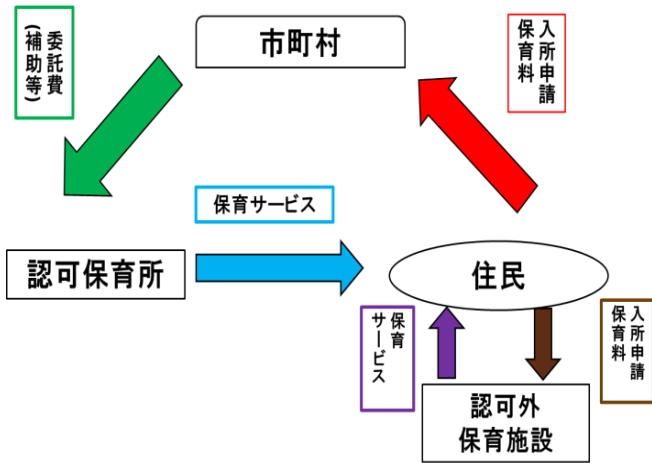 委託費
(補助等)
市町村
入所申請
保育料
保育サービス
認可保育所
住民
保育
サービス
入所申請
保育料
認可外
保育施設